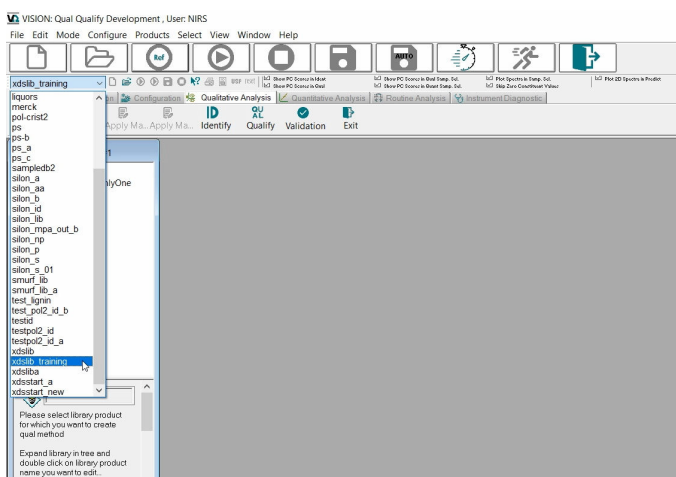 VISION: Qual Qualify Development , User: NIRS
File Edit Mode Configure Products Select View Window Help
Ref
AUTO
xdslib_training
Show PC Scores in Ident
Show PC Scores in Qual
Show PC Scores in Qual Samp. Sel.
Show PC Scores in Quant Samp. Sel.
Plot Spectra in Samp. Sel.
Skip Zero Constituent Values
Plot 2D Spectra in Predict
Configuration Qualitative Analysis Quantitative Analysis Routine Analysis Instrument Diagnostic
Apply Ma... Apply Ma... Identify Qualify Validation Exit
liquors
merck
pol-crist2
ps
ps-b
ps_a
ps_c
sampledb2
silon_a
silon_aa
silon_b
silon_id
silon_lib
silon_mpa_out_b
silon_np
silon_p
silon_s
silon_s_01
smurf_lib
smurf_lib_a
test_lignin
test_pol2_id_b
testid
testpol2_id
testpol2_id_a
xdslib
xdslib_training
xdsliba
xdsstart_a
xdsstart_new
1
nlyOne
Please select library product
for which you want to create
qual method
Expand library in tree and
double click on library product
name you want to edit...